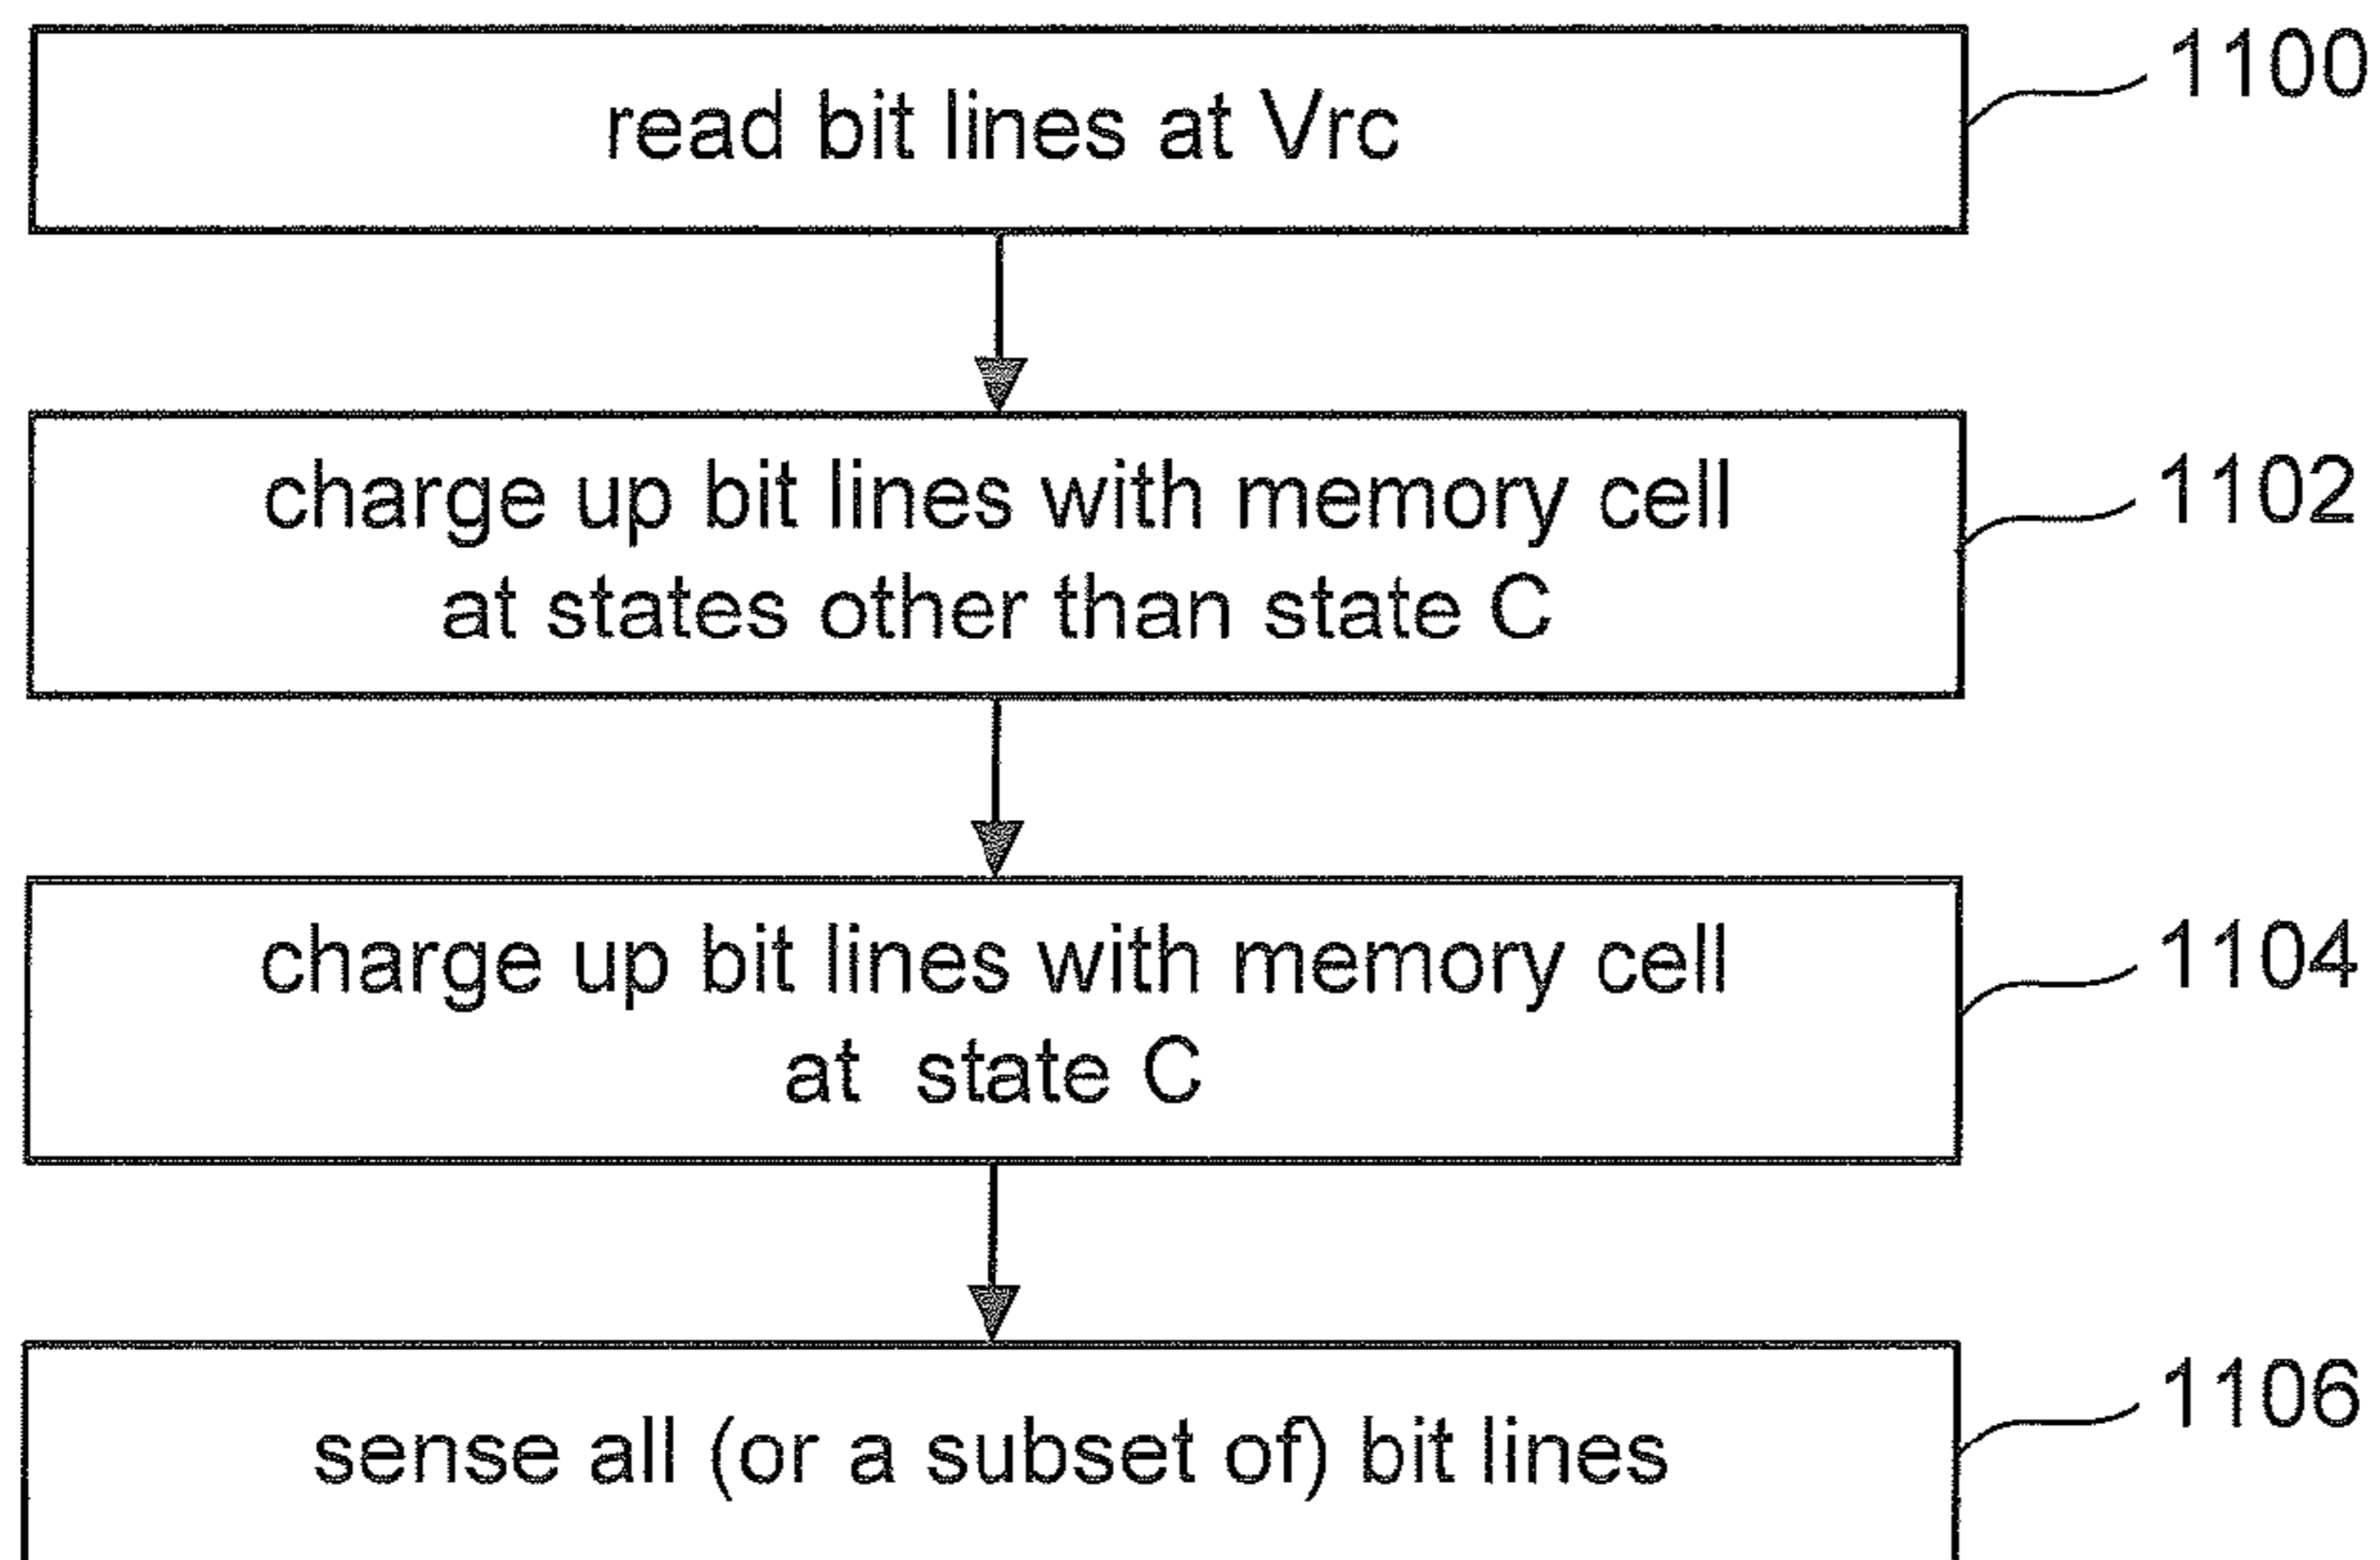 read bit lines at Vrc
1100
charge up bit lines with memory cell
at states other than state C
1102
charge up bit lines with memory cell
at state C
1104
sense all (or a subset of) bit lines
1106